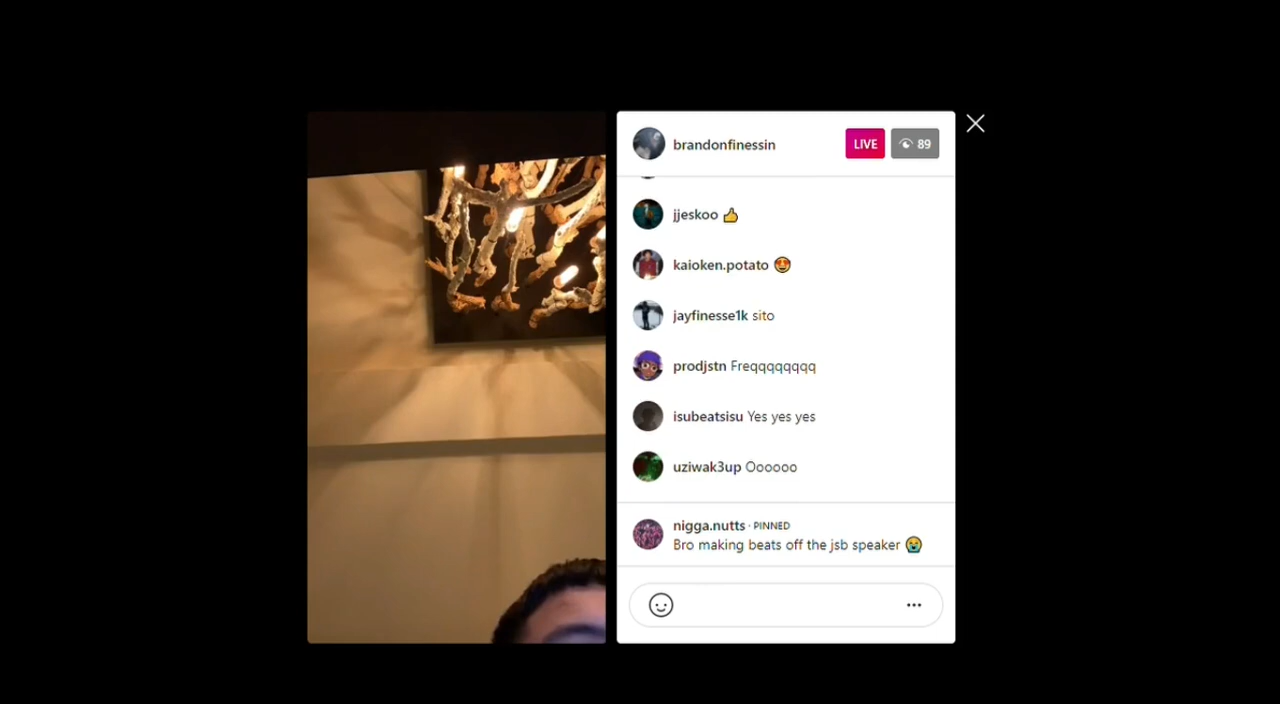 brandonfinessin LIVE 89
jjeskoo 👍
kaioken.potato 😍
jayfinesse1k sito
prodjstn Freqqqqqqqq
isubeatsisu Yes yes yes
uziwak3up Oooooo
nigga.nutts · PINNED
Bro making beats off the jsb speaker 😭